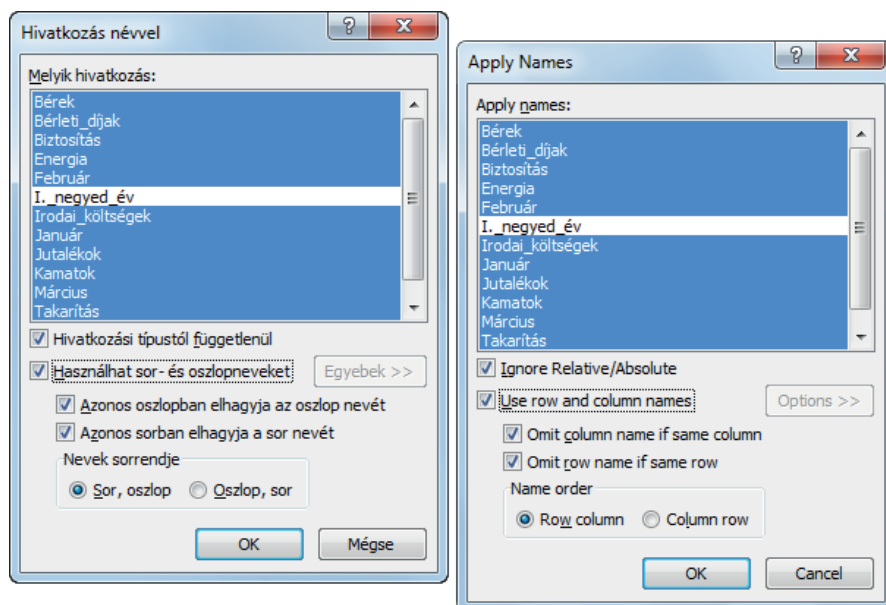 Hivatkozás névvel
Melyik hivatkozás:
Bérek
Bérleti_díjak
Biztosítás
Energia
Február
I._negyed_év
Irodai_költségek
Január
Jutalékok
Kamatok
Március
Takarítás
Hivatkozási típustól függetlenül
Használhat sor- és oszlopneveket
Egyebek >>
Azonos oszlopban elhagyja az oszlop nevét
Azonos sorban elhagyja a sor nevét
Nevek sorrendje
Sor, oszlop Oszlop, sor
OK Mégse
Apply Names
Apply names:
Bérek
Bérleti_díjak
Biztosítás
Energia
Február
I._negyed_év
Irodai_költségek
Január
Jutalékok
Kamatok
Március
Takarítás
Ignore Relative/Absolute
Use row and column names
Options >>
Omit column name if same column
Omit row name if same row
Name order
Row column Column row
OK Cancel